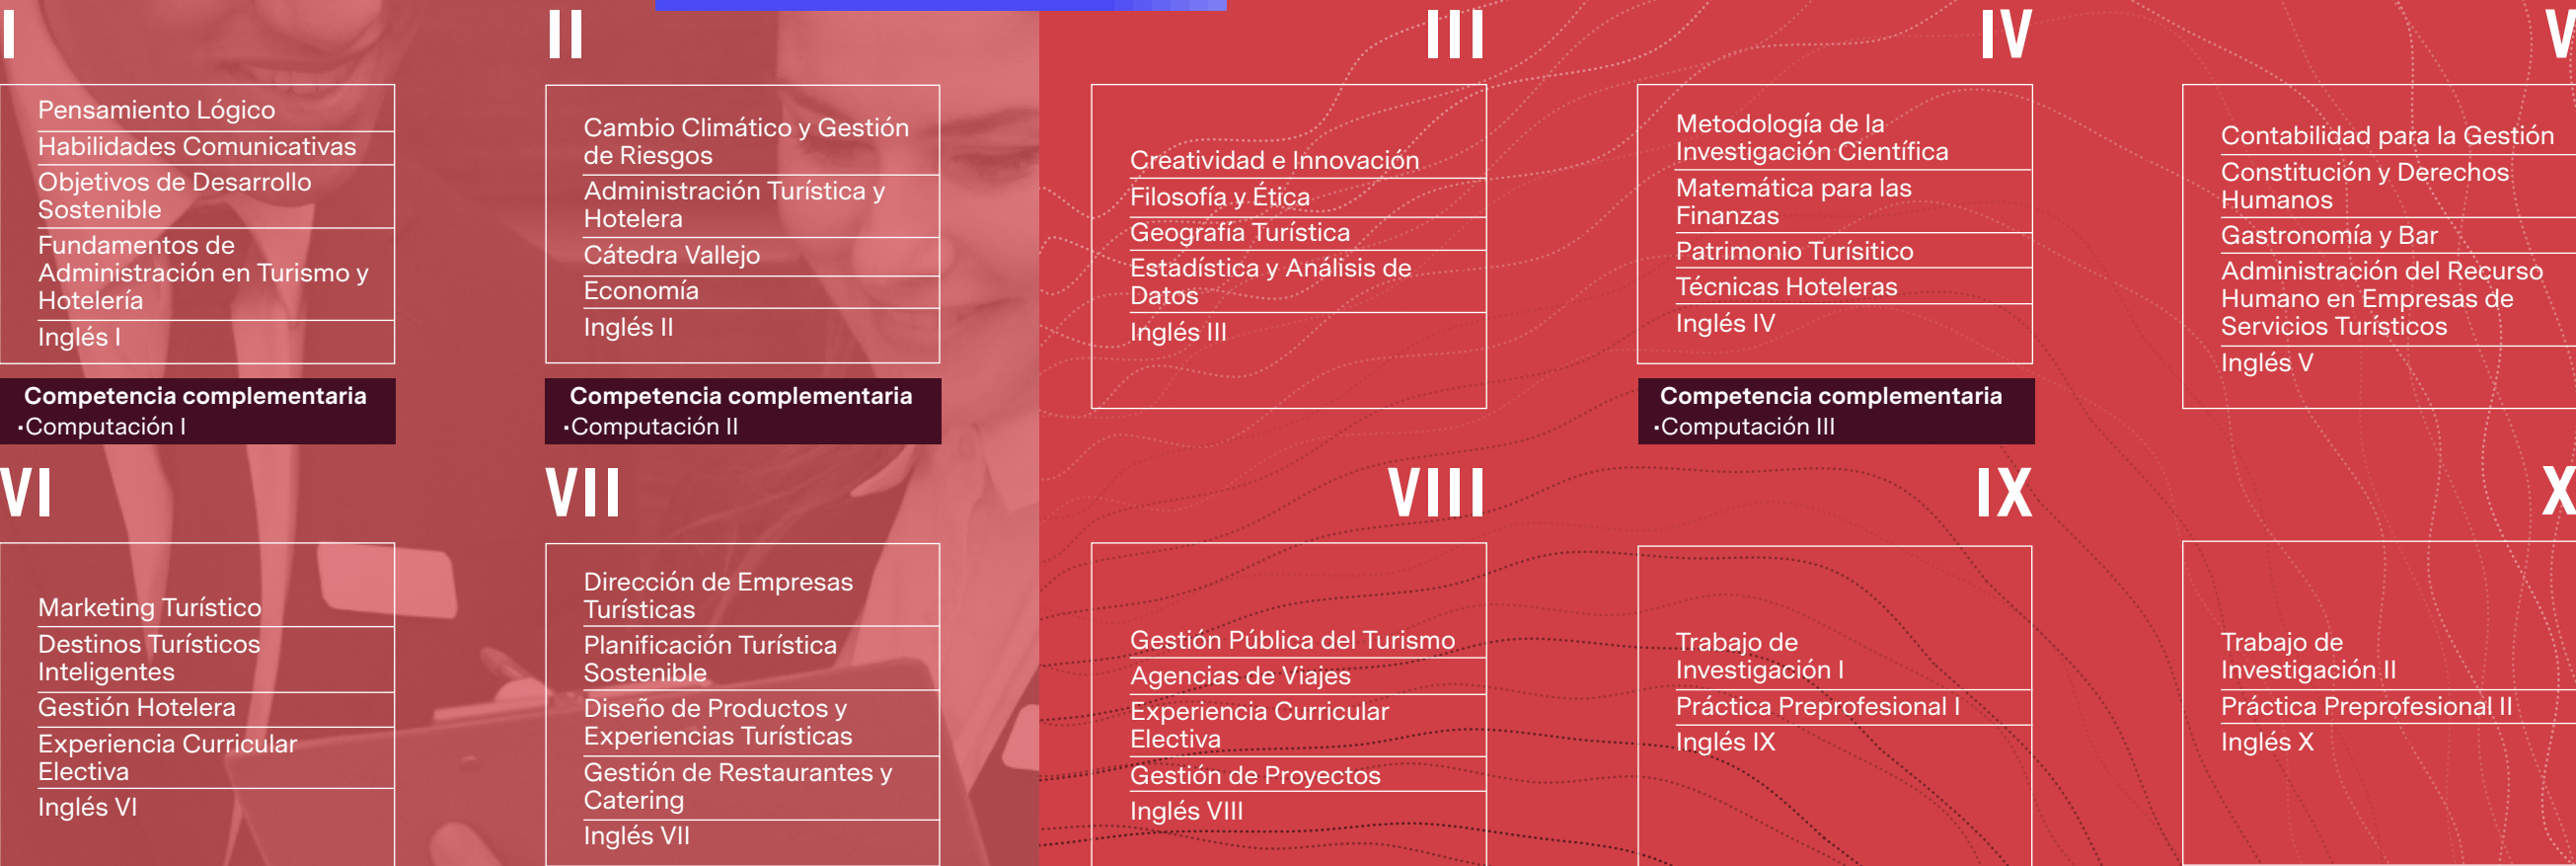 I
Pensamiento Lógico
Habilidades Comunicativas
Objetivos de Desarrollo
Sostenible
Fundamentos de
Administración en Turismo y
Hotelería
Inglés I
Competencia complementaria
·Computación I
II
Cambio Climático y Gestión
de Riesgos
Administración Turística y
Hotelera
Cátedra Vallejo
Economía
Inglés II
Competencia complementaria
·Computación II
III
Creatividad e Innovación
Filosofía y Ética
Geografía Turística
Estadística y Análisis de
Datos
Inglés III
IV
Metodología de la
Investigación Científica
Matemática para las
Finanzas
Patrimonio Turísitico
Técnicas Hoteleras
Inglés IV
Competencia complementaria
·Computación III
V
Contabilidad para la Gestión
Constitución y Derechos
Humanos
Gastronomía y Bar
Administración del Recurso
Humano en Empresas de
Servicios Turísticos
Inglés V
VI
Marketing Turístico
Destinos Turísticos
Inteligentes
Gestión Hotelera
Experiencia Curricular
Electiva
Inglés VI
VII
Dirección de Empresas
Turísticas
Planificación Turística
Sostenible
Diseño de Productos y
Experiencias Turísticas
Gestión de Restaurantes y
Catering
Inglés VII
VIII
Gestión Pública del Turismo
Agencias de Viajes
Experiencia Curricular
Electiva
Gestión de Proyectos
Inglés VIII
IX
Trabajo de
Investigación I
Práctica Preprofesional I
Inglés IX
X
Trabajo de
Investigación II
Práctica Preprofesional II
Inglés X